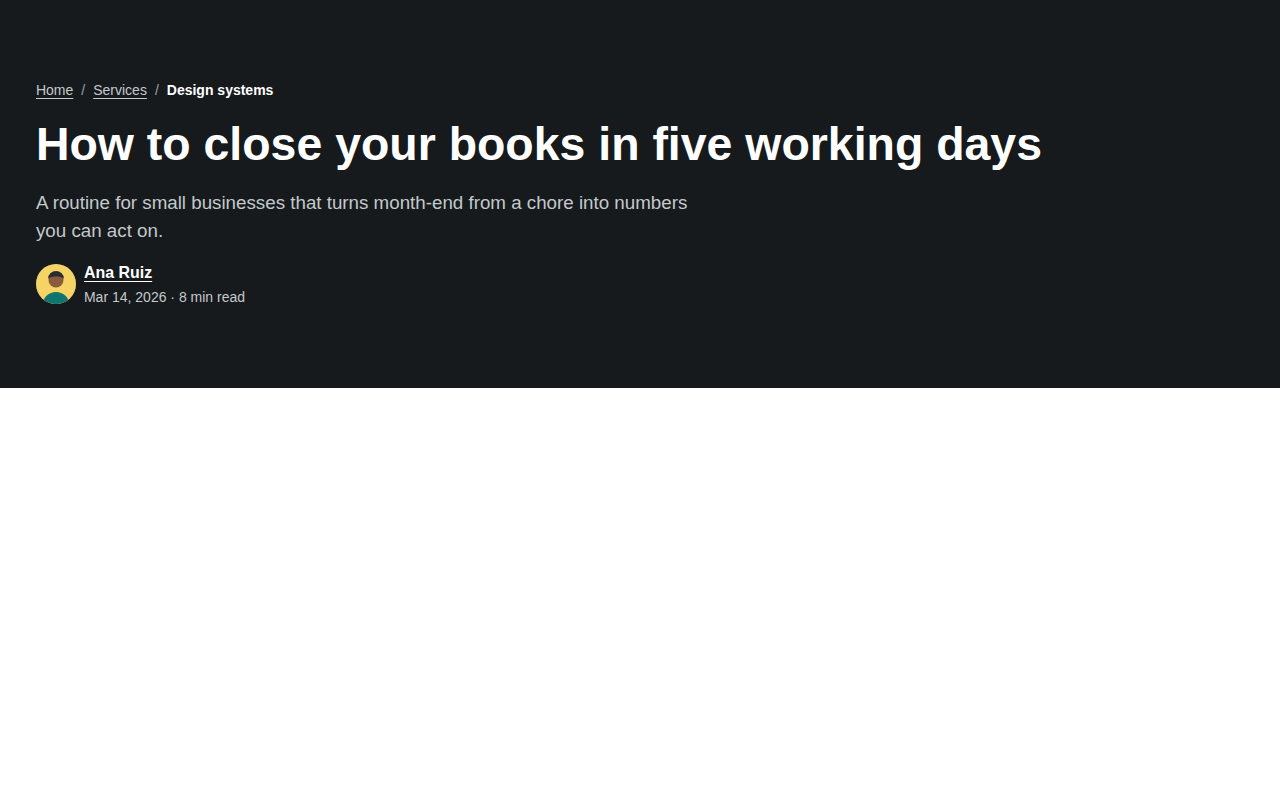 Home / Services / Design systems
How to close your books in five working days
A routine for small businesses that turns month-end from a chore into numbers
you can act on.
Ana Ruiz
Mar 14, 2026 · 8 min read